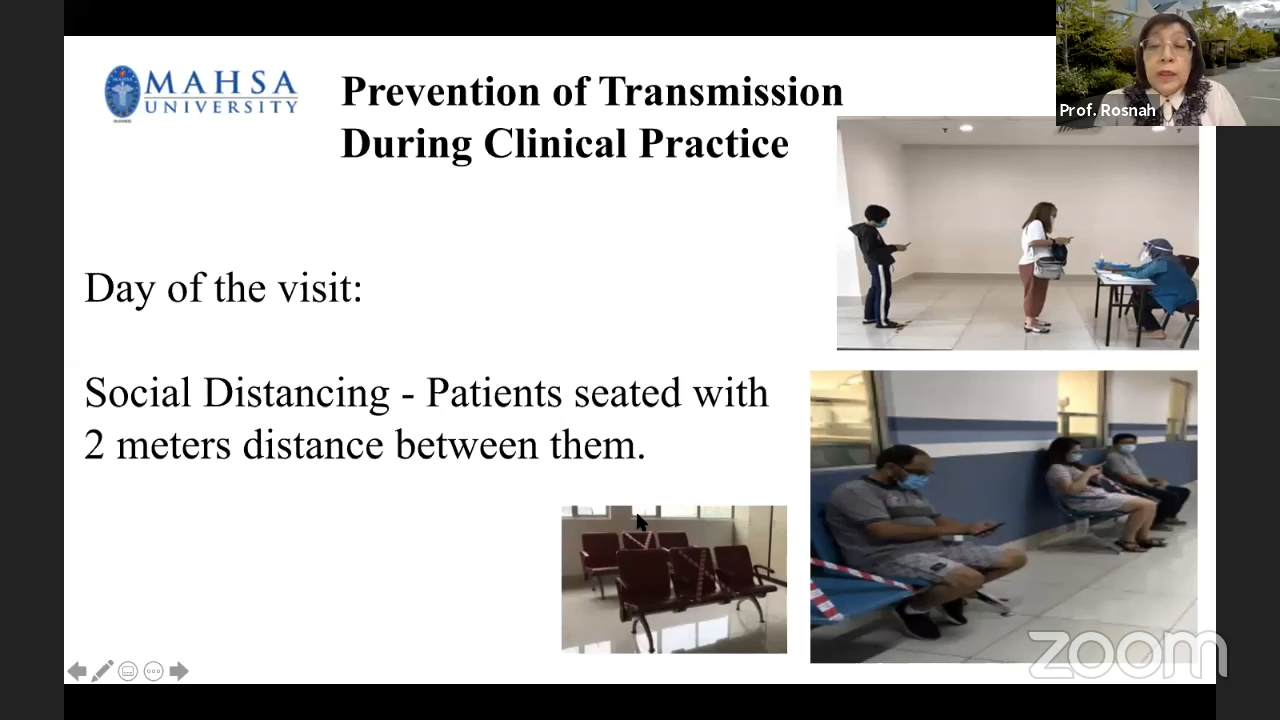 MAHSA
UNIVERSITY
Prevention of Transmission
During Clinical Practice
Prof. Rosnah
Day of the visit:
Social Distancing - Patients seated with
2 meters distance between them.
zoom